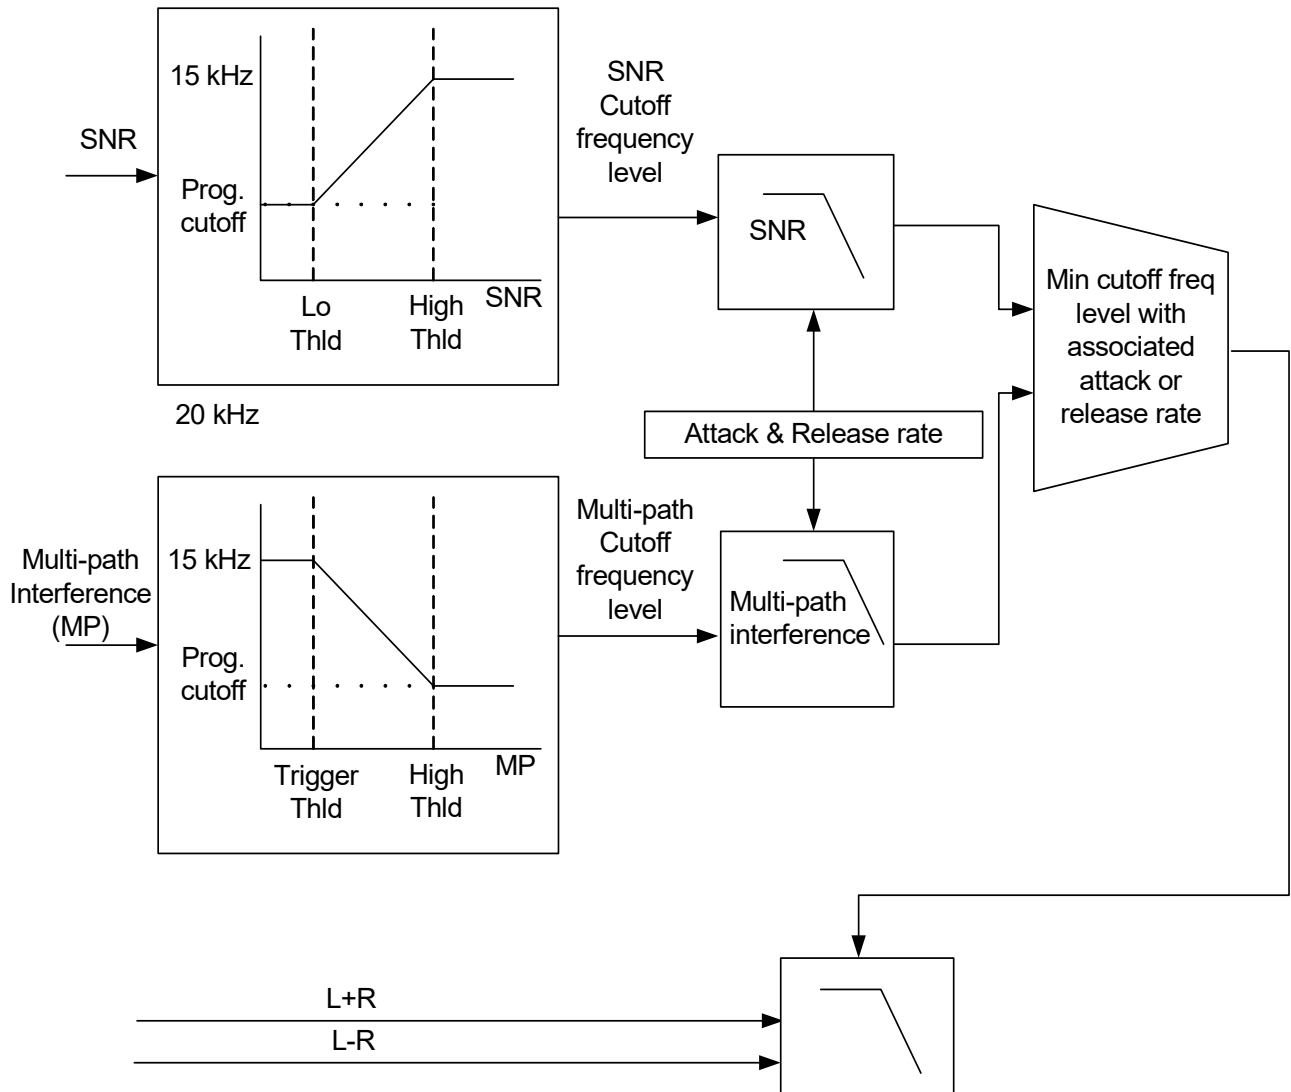 15 kHz
SNR
Prog.
cutoff
Lo
Thld
High
Thld
SNR
SNR
Cutoff
frequency
level
SNR
Min cutoff freq
level with
associated
attack or
release rate
20 kHz
Attack & Release rate
Multi-path
Interference
(MP)
15 kHz
Prog.
cutoff
Trigger
Thld
High
Thld
MP
Multi-path
Cutoff
frequency
level
Multi-path
interference
L+R
L-R